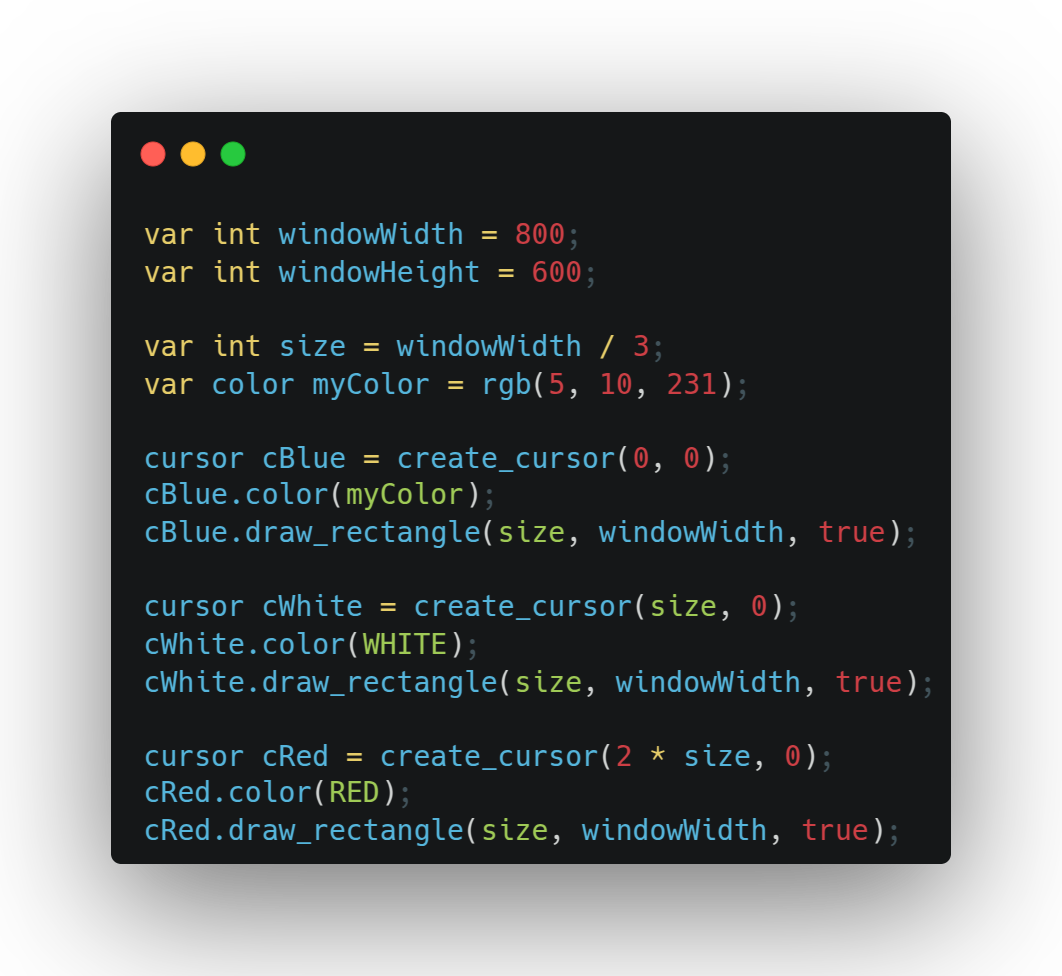 var int windowWidth = 800;
var int windowHeight = 600;

var int size = windowWidth / 3;
var color myColor = rgb(5, 10, 231);

cursor cBlue = create_cursor(0, 0);
cBlue.color(myColor);
cBlue.draw_rectangle(size, windowWidth, true);

cursor cWhite = create_cursor(size, 0);
cWhite.color(WHITE);
cWhite.draw_rectangle(size, windowWidth, true);

cursor cRed = create_cursor(2 * size, 0);
cRed.color(RED);
cRed.draw_rectangle(size, windowWidth, true);